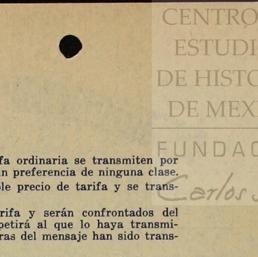 CENTRO
ESTUDI
DE HISTO
DE MEX
FUNDAC
Carlos S
fa ordinaria se transmiten por
in preferencia de ninguna clase.
ble precio de tarifa y se trans-
rifa y serán confrontados del
petirá al que lo haya transmi-
ras del mensaje han sido trans-